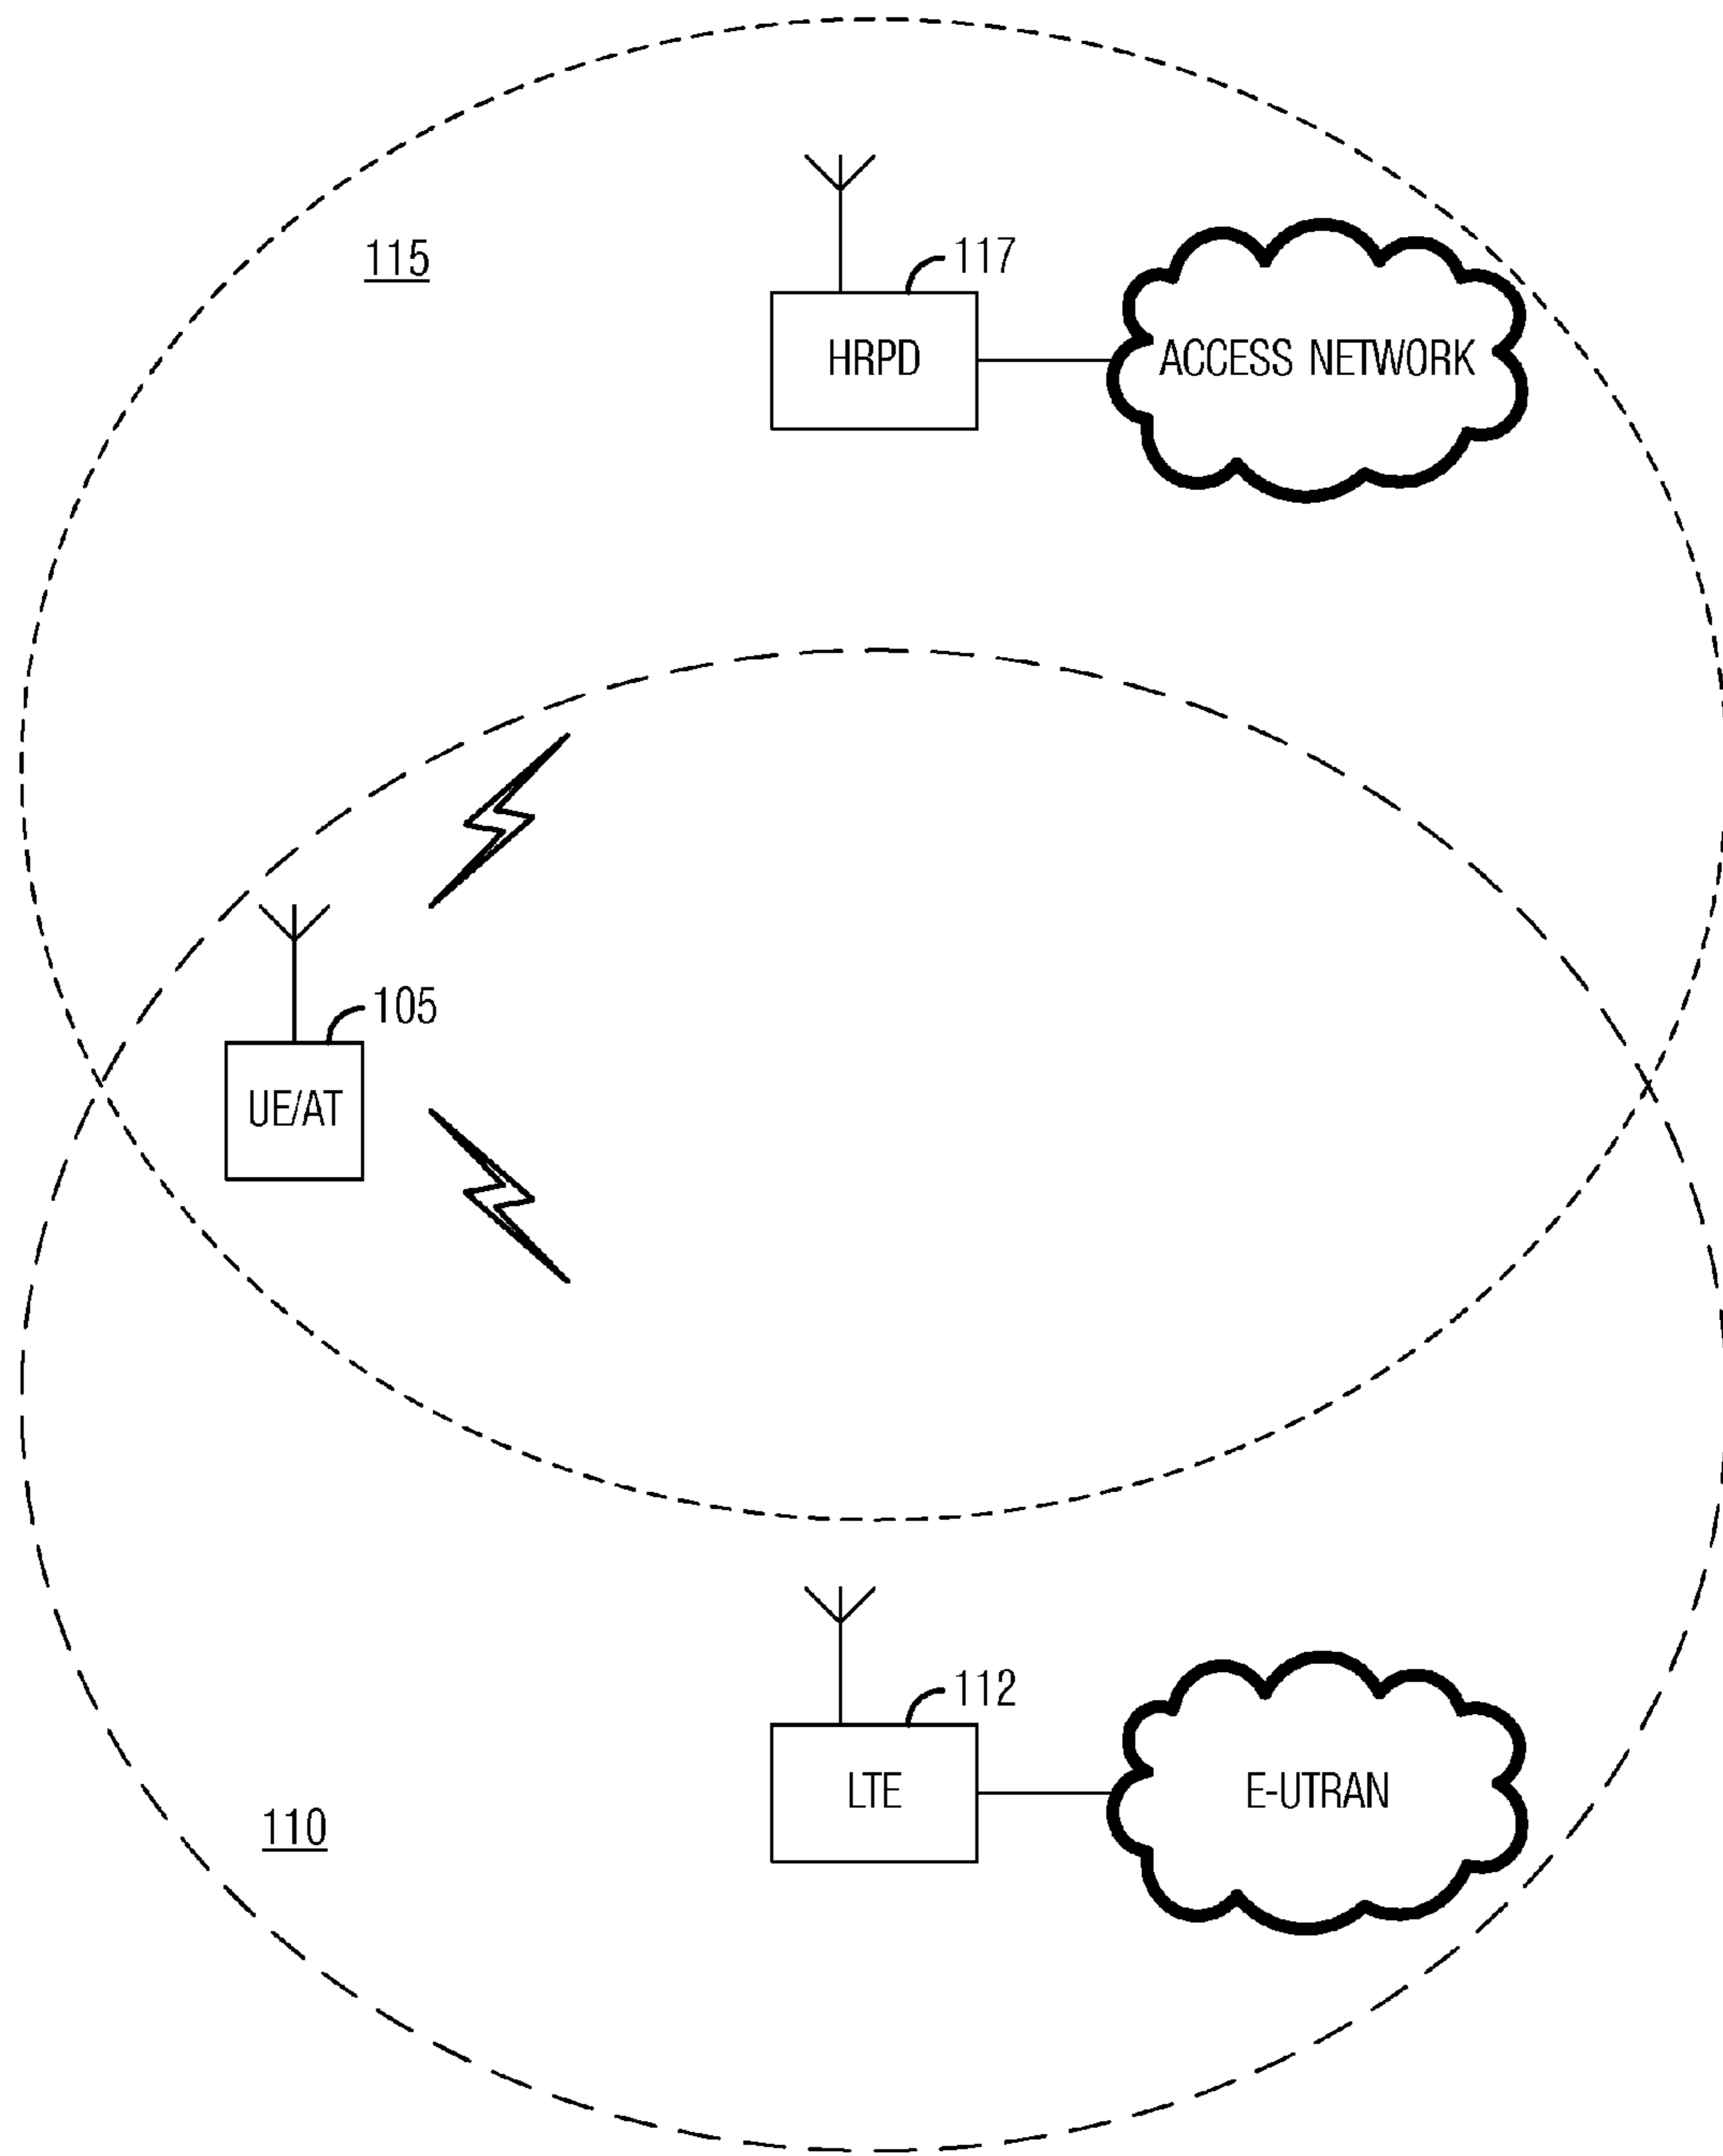 115
117
HRPD
ACCESS NETWORK
105
UE/AT
112
LTE
E-UTRAN
110